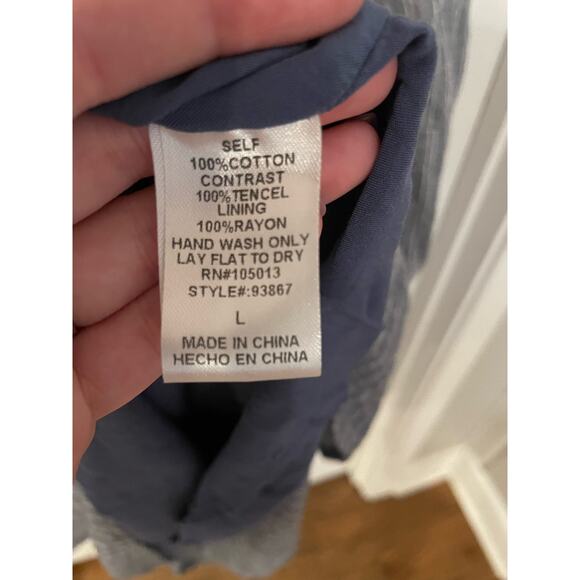 SELF
100%COTTON
CONTRAST
100%TENCEL
LINING
100%RAYON
HAND WASH ONLY
LAY FLAT TO DRY
RN#105013
STYLE#:93867
L
MADE IN CHINA
HECHO EN CHINA